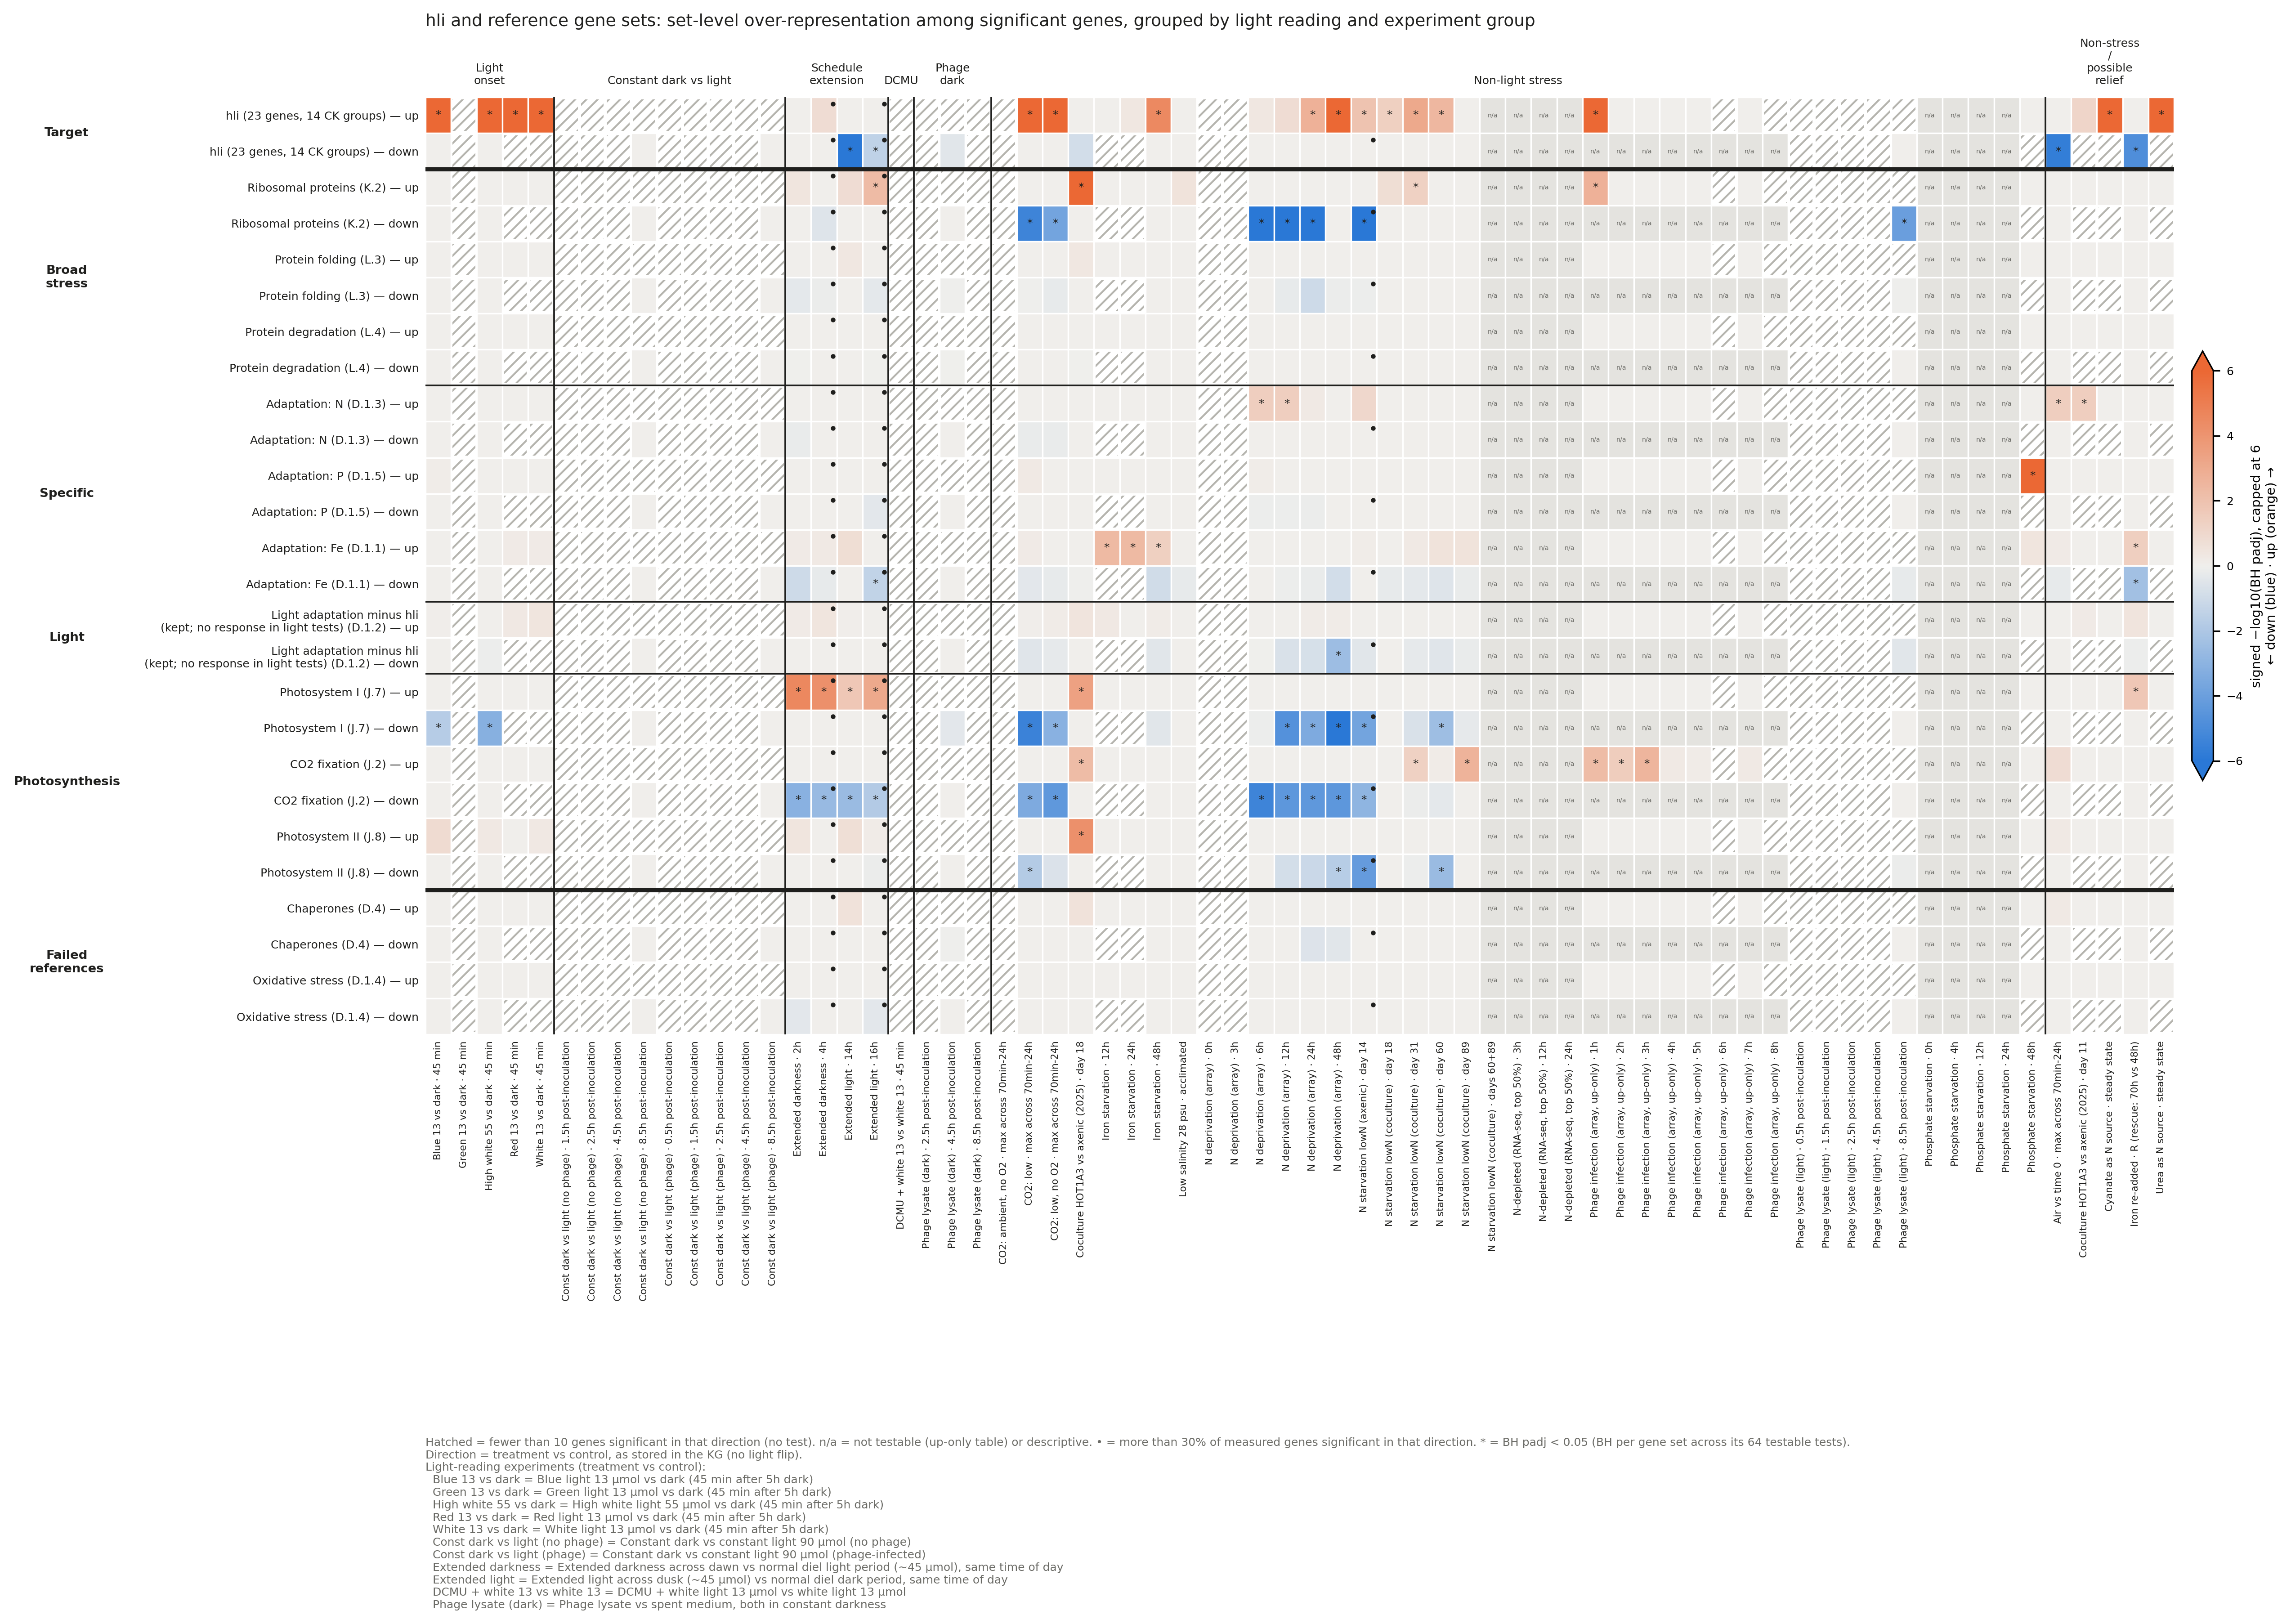 hli and reference gene sets: set-level over-representation among significant genes, grouped by light reading and experiment group
Light
onset
Constant dark vs light
Schedule
extension
DCMU
Phage
dark
Non-light stress
Non-stress
/
possible
relief
Target
hli (23 genes, 14 CK groups) — up
hli (23 genes, 14 CK groups) — down
Broad
stress
Ribosomal proteins (K.2) — up
Ribosomal proteins (K.2) — down
Protein folding (L.3) — up
Protein folding (L.3) — down
Protein degradation (L.4) — up
Protein degradation (L.4) — down
Specific
Adaptation: N (D.1.3) — up
Adaptation: N (D.1.3) — down
Adaptation: P (D.1.5) — up
Adaptation: P (D.1.5) — down
Adaptation: Fe (D.1.1) — up
Adaptation: Fe (D.1.1) — down
Light
Light adaptation minus hli
(kept; no response in light tests) (D.1.2) — up
Light adaptation minus hli
(kept; no response in light tests) (D.1.2) — down
Photosynthesis
Photosystem I (J.7) — up
Photosystem I (J.7) — down
CO2 fixation (J.2) — up
CO2 fixation (J.2) — down
Photosystem II (J.8) — up
Photosystem II (J.8) — down
Failed
references
Chaperones (D.4) — up
Chaperones (D.4) — down
Oxidative stress (D.1.4) — up
Oxidative stress (D.1.4) — down
6
4
2
0
−2
−4
−6
signed −log10(BH padj), capped at 6
← down (blue) · up (orange) →
Blue 13 vs dark · 45 min
Green 13 vs dark · 45 min
High white 55 vs dark · 45 min
Red 13 vs dark · 45 min
White 13 vs dark · 45 min
Const dark vs light (no phage) · 1.5h post-inoculation
Const dark vs light (no phage) · 2.5h post-inoculation
Const dark vs light (no phage) · 4.5h post-inoculation
Const dark vs light (no phage) · 8.5h post-inoculation
Const dark vs light (phage) · 0.5h post-inoculation
Const dark vs light (phage) · 1.5h post-inoculation
Const dark vs light (phage) · 2.5h post-inoculation
Const dark vs light (phage) · 4.5h post-inoculation
Const dark vs light (phage) · 8.5h post-inoculation
Extended darkness · 2h
Extended darkness · 4h
Extended light · 14h
Extended light · 16h
DCMU + white 13 vs white 13 · 45 min
Phage lysate (dark) · 2.5h post-inoculation
Phage lysate (dark) · 4.5h post-inoculation
Phage lysate (dark) · 8.5h post-inoculation
CO2: ambient, no O2 · max across 70min-24h
CO2: low · max across 70min-24h
CO2: low, no O2 · max across 70min-24h
Coculture HOT1A3 vs axenic (2025) · day 18
Iron starvation · 12h
Iron starvation · 24h
Iron starvation · 48h
Low salinity 28 psu · acclimated
N deprivation (array) · 0h
N deprivation (array) · 3h
N deprivation (array) · 6h
N deprivation (array) · 12h
N deprivation (array) · 24h
N deprivation (array) · 48h
N starvation lowN (axenic) · day 14
N starvation lowN (coculture) · day 18
N starvation lowN (coculture) · day 31
N starvation lowN (coculture) · day 60
N starvation lowN (coculture) · day 89
N starvation lowN (coculture) · days 60+89
N-depleted (RNA-seq, top 50%) · 3h
N-depleted (RNA-seq, top 50%) · 12h
N-depleted (RNA-seq, top 50%) · 24h
Phage infection (array, up-only) · 1h
Phage infection (array, up-only) · 2h
Phage infection (array, up-only) · 3h
Phage infection (array, up-only) · 4h
Phage infection (array, up-only) · 5h
Phage infection (array, up-only) · 6h
Phage infection (array, up-only) · 7h
Phage infection (array, up-only) · 8h
Phage lysate (light) · 0.5h post-inoculation
Phage lysate (light) · 1.5h post-inoculation
Phage lysate (light) · 2.5h post-inoculation
Phage lysate (light) · 4.5h post-inoculation
Phage lysate (light) · 8.5h post-inoculation
Phosphate starvation · 0h
Phosphate starvation · 4h
Phosphate starvation · 12h
Phosphate starvation · 24h
Phosphate starvation · 48h
Air vs time 0 · max across 70min-24h
Coculture HOT1A3 vs axenic (2025) · day 11
Cyanate as N source · steady state
Iron re-added · R (rescue: 70h vs 48h)
Urea as N source · steady state
Hatched = fewer than 10 genes significant in that direction (no test). n/a = not testable (up-only table) or descriptive. • = more than 30% of measured genes significant in that direction. * = BH padj < 0.05 (BH per gene set across its 64 testable tests).
Direction = treatment vs control, as stored in the KG (no light flip).
Light-reading experiments (treatment vs control):
Blue 13 vs dark = Blue light 13 μmol vs dark (45 min after 5h dark)
Green 13 vs dark = Green light 13 μmol vs dark (45 min after 5h dark)
High white 55 vs dark = High white light 55 μmol vs dark (45 min after 5h dark)
Red 13 vs dark = Red light 13 μmol vs dark (45 min after 5h dark)
White 13 vs dark = White light 13 μmol vs dark (45 min after 5h dark)
Const dark vs light (no phage) = Constant dark vs constant light 90 μmol (no phage)
Const dark vs light (phage) = Constant dark vs constant light 90 μmol (phage-infected)
Extended darkness = Extended darkness across dawn vs normal diel light period (~45 μmol), same time of day
Extended light = Extended light across dusk (~45 μmol) vs normal diel dark period, same time of day
DCMU + white 13 vs white 13 = DCMU + white light 13 μmol vs white light 13 μmol
Phage lysate (dark) = Phage lysate vs spent medium, both in constant darkness